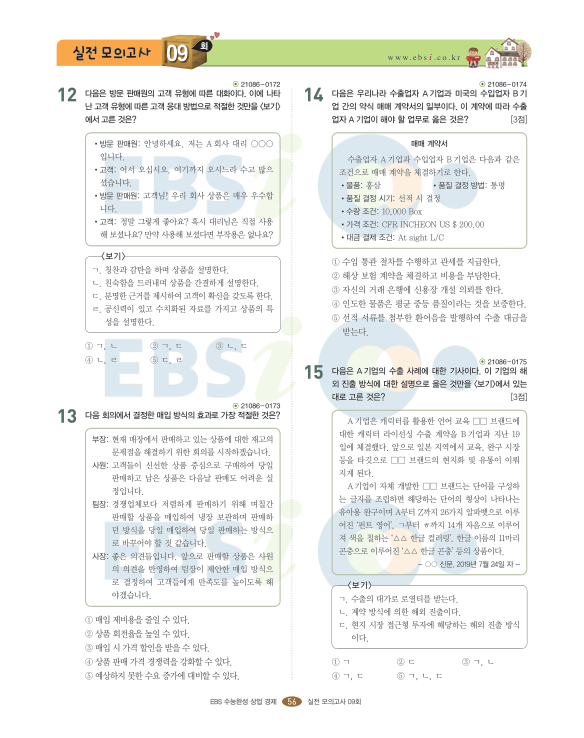 실전 모의고사 09 회
www.ebsi.co.kr
21086-0172
12 다음은 방문 판매원의 고객 유형에 따른 대화이다. 이에 나타
난 고객 유형에 따른 고객 응대 방법으로 적절한 것만을 〈보기〉
에서 고른 것은?
• 방문 판매원: 안녕하세요. 저는 A 회사 대리 ○○○
입니다.
• 고객: 어서 오십시오. 여기까지 오시느라 수고 많으
셨습니다.
• 방문 판매원: 고객님! 우리 회사 상품은 매우 우수합
니다.
• 고객: 정말 그렇게 좋아요? 혹시 대리님은 직접 사용
해 보셨나요? 만약 사용해 보셨다면 부작용은 없나요?
〈보기〉
ㄱ. 칭찬과 감탄을 하며 상품을 설명한다.
ㄴ. 친숙함을 드러내며 상품을 간결하게 설명한다.
ㄷ. 분명한 근거를 제시하여 고객이 확신을 갖도록 한다.
ㄹ. 공신력이 있고 수치화된 자료를 가지고 상품의 특
성을 설명한다.
① ㄱ, ㄴ ② ㄱ, ㄷ ③ ㄴ, ㄷ
④ ㄴ, ㄹ ⑤ ㄷ, ㄹ
21086-0173
13 다음 회의에서 결정한 매입 방식의 효과로 가장 적절한 것은?
부장: 현재 매장에서 판매하고 있는 상품에 대한 재고의
문제점을 해결하기 위한 회의를 시작하겠습니다.
사원: 고객들이 신선한 상품 중심으로 구매하여 당일
판매하고 남은 상품은 다음날 판매도 어려운 실
정입니다.
팀장: 경쟁업체보다 저렴하게 판매하기 위해 며칠간
판매할 상품을 매입하여 냉장 보관하며 판매하
던 방식을 당일 매입하여 당일 판매하는 방식으
로 바꾸어야 할 것 같습니다.
사장: 좋은 의견들입니다. 앞으로 판매할 상품은 사원
의 의견을 반영하여 팀장이 제안한 매입 방식으
로 결정하여 고객들에게 만족도를 높이도록 해
야겠습니다.
① 매입 제비용을 줄일 수 있다.
② 상품 회전율을 높일 수 있다.
③ 매입 시 가격 할인을 받을 수 있다.
④ 상품 판매 가격 경쟁력을 강화할 수 있다.
⑤ 예상하지 못한 수요 증가에 대비할 수 있다.
21086-0174
14 다음은 우리나라 수출업자 A 기업과 미국의 수입업자 B 기
업 간의 약식 매매 계약서의 일부이다. 이 계약에 따라 수출
업자 A 기업이 해야 할 업무로 옳은 것은? [3점]
매매 계약서
수출업자 A 기업과 수입업자 B 기업은 다음과 같은
조건으로 매매 계약을 체결하기로 한다.
• 물품: 홍삼 • 품질 결정 방법: 통명
• 품질 결정 시기: 선적 시 결정
• 수량 조건: 10,000 Box
• 가격 조건: CFR INCHEON US $ 200.00
• 대금 결제 조건: At sight L/C
① 수입 통관 절차를 수행하고 관세를 지급한다.
② 해상 보험 계약을 체결하고 비용을 부담한다.
③ 자신의 거래 은행에 신용장 개설 의뢰를 한다.
④ 인도한 물품은 평균 중등 품질이라는 것을 보증한다.
⑤ 선적 서류를 첨부한 환어음을 발행하여 수출 대금을
받는다.
21086-0175
15 다음은 A 기업의 수출 사례에 대한 기사이다. 이 기업의 해
외 진출 방식에 대한 설명으로 옳은 것만을 〈보기〉에서 있는
대로 고른 것은? [3점]
A 기업은 캐릭터를 활용한 언어 교육 □□ 브랜드에
대한 캐릭터 라이선싱 수출 계약을 B 기업과 지난 19
일에 체결했다. 앞으로 일본 지역에서 교육, 완구 시장
등을 타깃으로 □□ 브랜드의 현지화 및 유통이 이뤄
지게 된다.
A 기업이 자체 개발한 □□ 브랜드는 단어를 구성하
는 글자를 조립하면 해당하는 단어의 형상이 나타나는
유아용 완구이며 A부터 Z까지 26가지 알파벳으로 이루
어진 '펀트 영어', ㄱ부터 ㅎ까지 14개 자음으로 이루어
져 색을 칠하는 '△△ 한글 컬러링', 한글 이름의 11마리
곤충으로 이루어진 '△△ 한글 곤충' 등의 상품이다.
- ○○ 신문, 2019년 7월 24일 자 -
〈보기〉
ㄱ. 수출의 대가로 로열티를 받는다.
ㄴ. 계약 방식에 의한 해외 진출이다.
ㄷ. 현지 시장 접근형 투자에 해당하는 해외 진출 방식
이다.
① ㄱ ② ㄷ ③ ㄱ, ㄴ
④ ㄱ, ㄷ ⑤ ㄱ, ㄴ, ㄷ
EBS 수능완성 상업 경제 56 실전 모의고사 09회